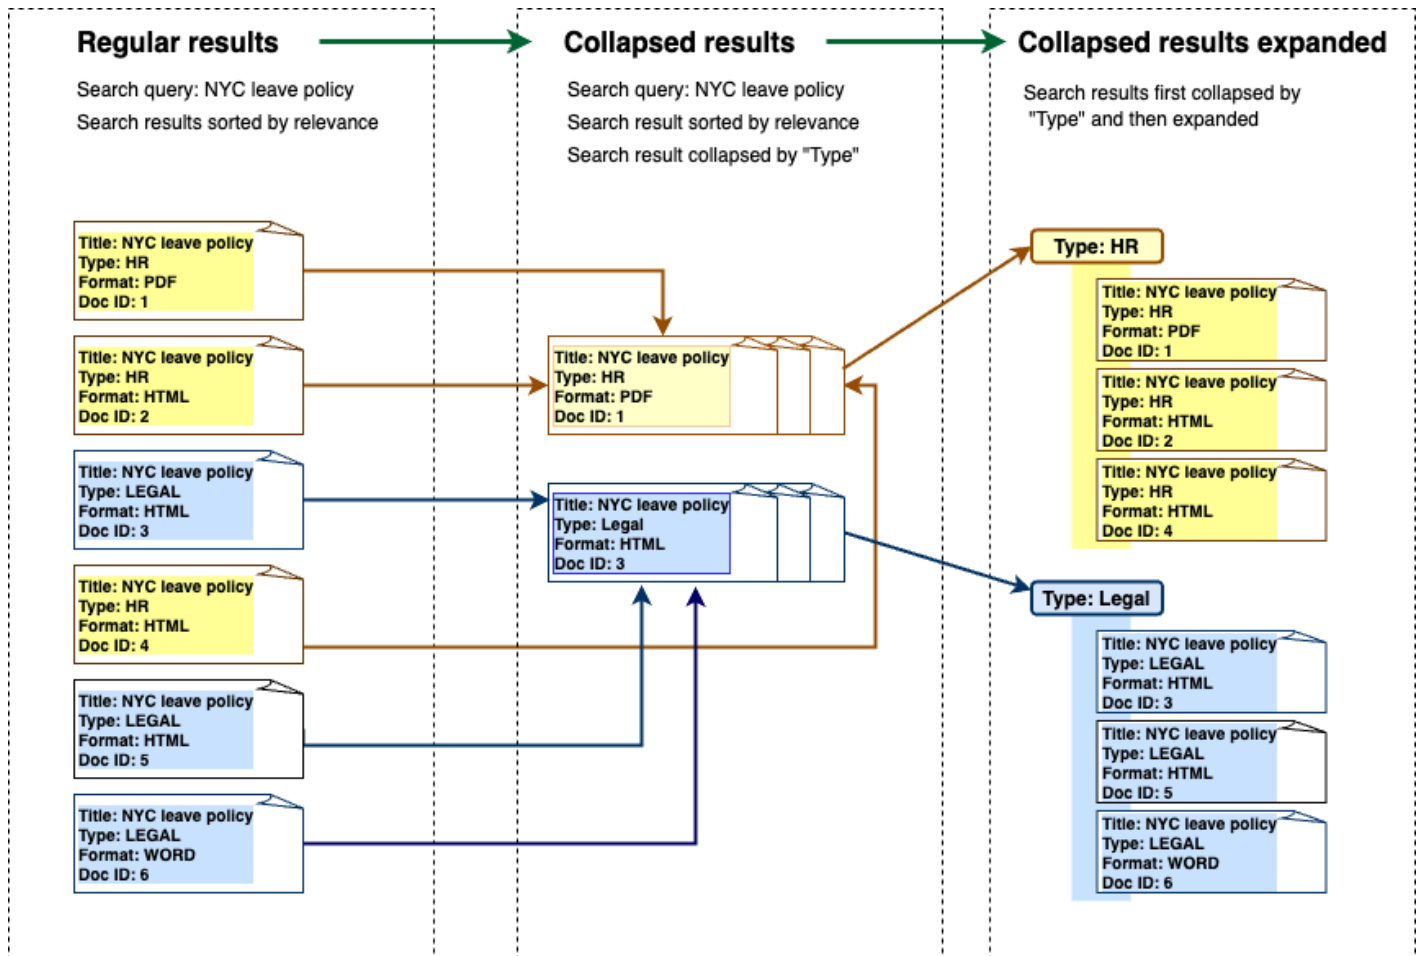 Regular results
Search query: NYC leave policy
Search results sorted by relevance
Title: NYC leave policy
Type: HR
Format: PDF
Doc ID: 1
Title: NYC leave policy
Type: HR
Format: HTML
Doc ID: 2
Title: NYC leave policy
Type: LEGAL
Format: HTML
Doc ID: 3
Title: NYC leave policy
Type: HR
Format: HTML
Doc ID: 4
Title: NYC leave policy
Type: LEGAL
Format: HTML
Doc ID: 5
Title: NYC leave policy
Type: LEGAL
Format: WORD
Doc ID: 6
Collapsed results
Search query: NYC leave policy
Search result sorted by relevance
Search result collapsed by "Type"
Title: NYC leave policy
Type: HR
Format: PDF
Doc ID: 1
Title: NYC leave policy
Type: Legal
Format: HTML
Doc ID: 3
Collapsed results expanded
Search results first collapsed by
"Type" and then expanded
Type: HR
Title: NYC leave policy
Type: HR
Format: PDF
Doc ID: 1
Title: NYC leave policy
Type: HR
Format: HTML
Doc ID: 2
Title: NYC leave policy
Type: HR
Format: HTML
Doc ID: 4
Type: Legal
Title: NYC leave policy
Type: LEGAL
Format: HTML
Doc ID: 3
Title: NYC leave policy
Type: LEGAL
Format: HTML
Doc ID: 5
Title: NYC leave policy
Type: LEGAL
Format: WORD
Doc ID: 6